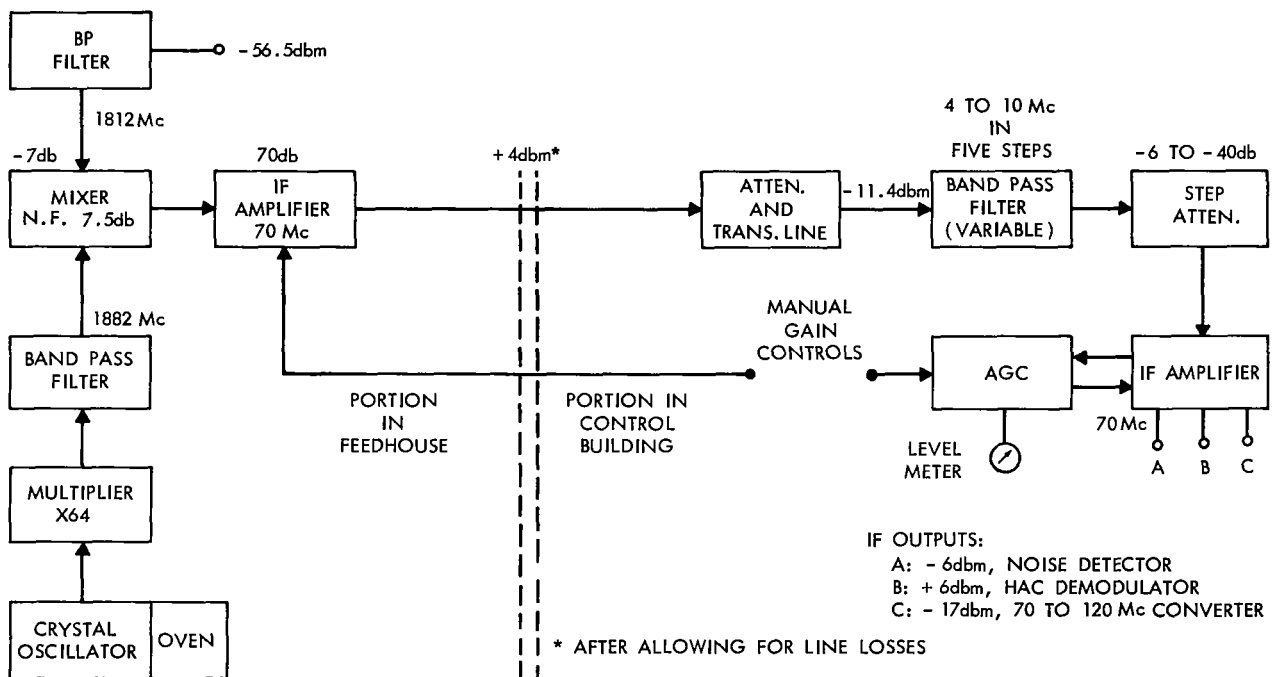 BP
FILTER
- 56.5dbm
1812Mc
-7db
MIXER
N.F. 7.5db
70db
IF
AMPLIFIER
70 Mc
+4dbm*
ATTEN.
AND
TRANS. LINE
-11.4dbm
4 TO 10 Mc
IN
FIVE STEPS
BAND PASS
FILTER
(VARIABLE)
-6 TO -40db
STEP
ATTEN.
1882 Mc
BAND PASS
FILTER
MANUAL
GAIN
CONTROLS
AGC
IF AMPLIFIER
PORTION
IN
FEEDHOUSE
PORTION IN
CONTROL
BUILDING
70 Mc
LEVEL
METER
A B C
MULTIPLIER
X64
IF OUTPUTS:
A: - 6dbm, NOISE DETECTOR
B: + 6dbm, HAC DEMODULATOR
C: - 17dbm, 70 TO 120 Mc CONVERTER
CRYSTAL
OSCILLATOR
OVEN
* AFTER ALLOWING FOR LINE LOSSES